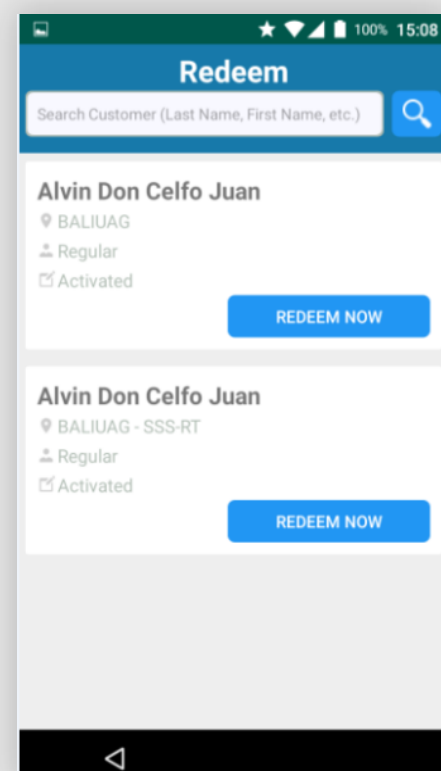 100% 15:08
Redeem
Search Customer (Last Name, First Name, etc.)
Alvin Don Celfo Juan
BALIUAG
Regular
Activated
REDEEM NOW
Alvin Don Celfo Juan
BALIUAG - SSS-RT
Regular
Activated
REDEEM NOW